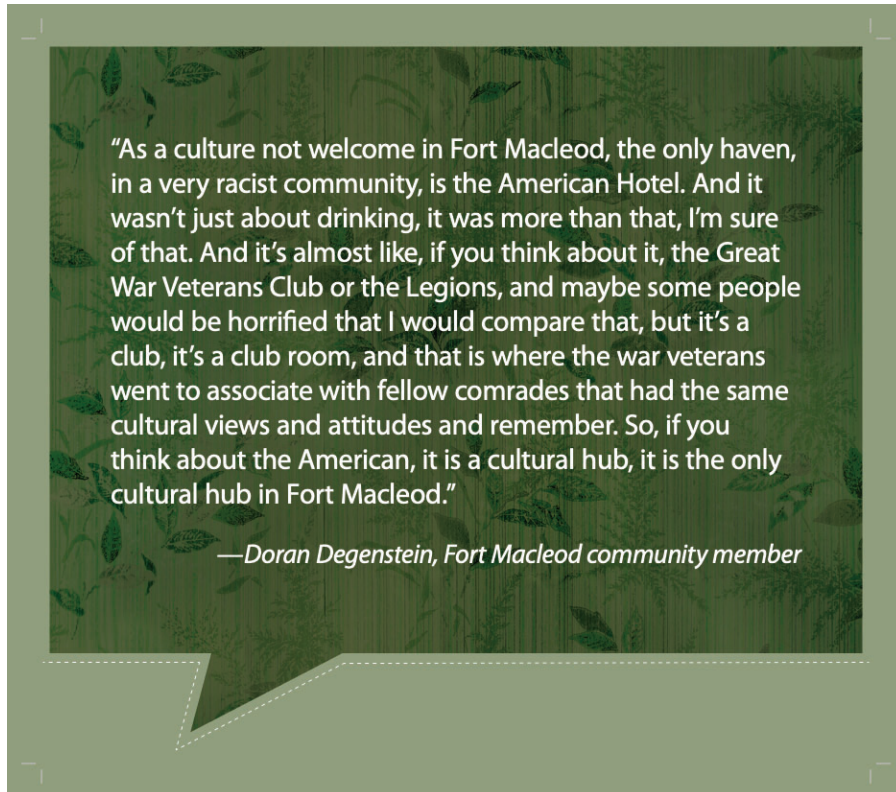 “As a culture not welcome in Fort Macleod, the only haven,
in a very racist community, is the American Hotel. And it
wasn’t just about drinking, it was more than that, I’m sure
of that. And it’s almost like, if you think about it, the Great
War Veterans Club or the Legions, and maybe some people
would be horrified that I would compare that, but it’s a
club, it’s a club room, and that is where the war veterans
went to associate with fellow comrades that had the same
cultural views and attitudes and remember. So, if you
think about the American, it is a cultural hub, it is the only
cultural hub in Fort Macleod.”
—Doran Degenstein, Fort Macleod community member